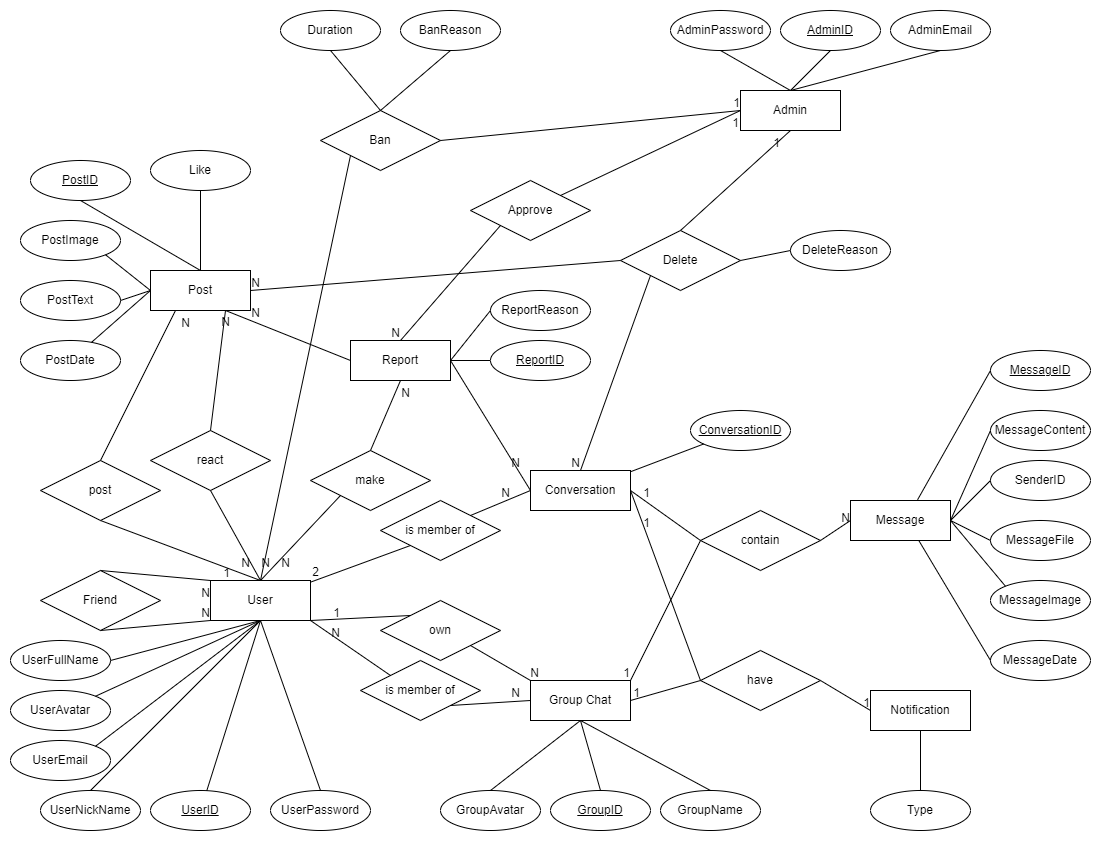 Duration
BanReason
AdminPassword
AdminID
AdminEmail
1
Admin
1
Ban
1
Like
PostID
Approve
PostImage
DeleteReason
Delete
N
Post
PostText
ReportReason
N
N
N
N
PostDate
Report
ReportID
MessageID
N
ConversationID
MessageContent
react
N
N
make
SenderID
post
Conversation
N
1
N
Message
1
is member of
contain
MessageFile
N
N
N
1
2
N
Friend
User
MessageImage
N
1
N
own
UserFullName
MessageDate
N
1
have
is member of
N
1
Group Chat
1
Notification
UserAvatar
UserEmail
UserNickName
UserID
UserPassword
GroupAvatar
GroupID
GroupName
Type